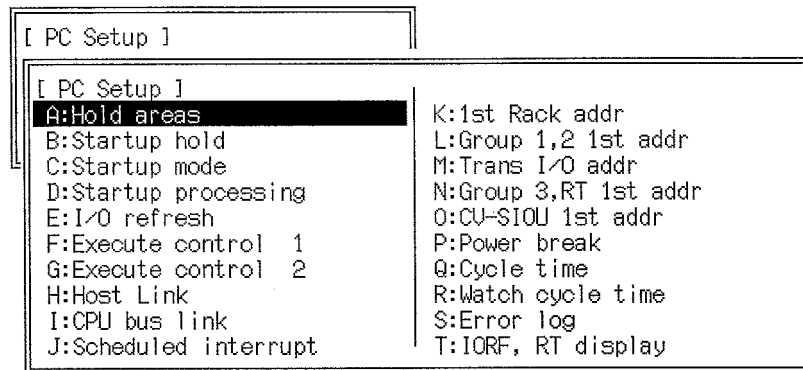 [ PC Setup ]
[ PC Setup ]
A:Hold areas
B:Startup hold
C:Startup mode
D:Startup processing
E:I/O refresh
F:Execute control 1
G:Execute control 2
H:Host Link
I:CPU bus link
J:Scheduled interrupt
K:1st Rack addr
L:Group 1,2 1st addr
M:Trans I/O addr
N:Group 3,RT 1st addr
O:CV-SIOU 1st addr
P:Power break
Q:Cycle time
R:Watch cycle time
S:Error log
T:IORF, RT display